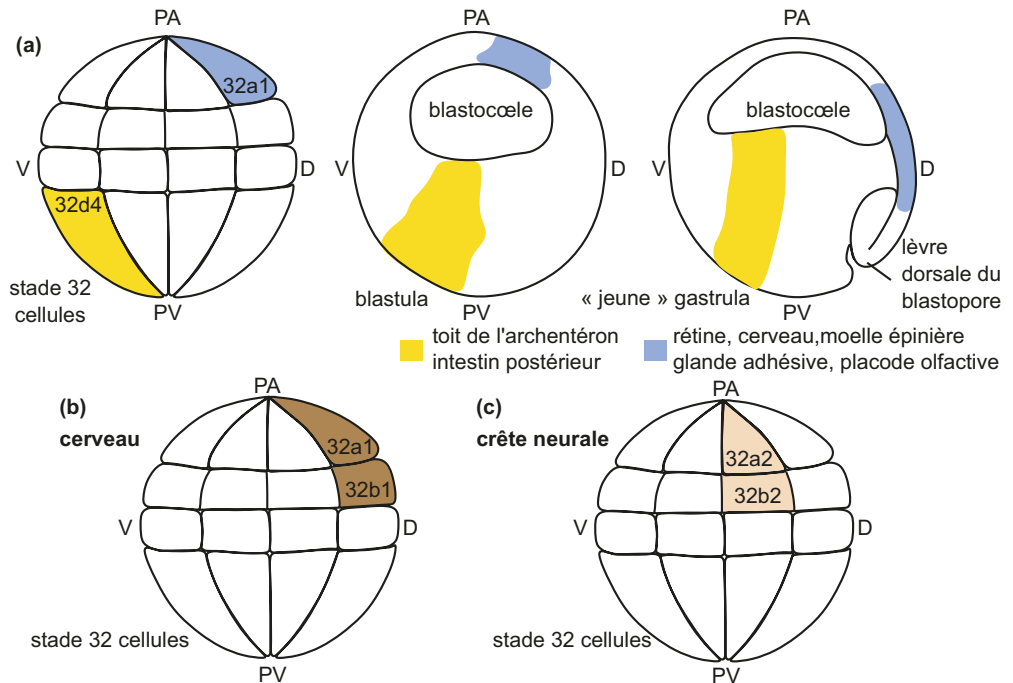 (a)
PA
32a1
V
D
32d4
stade 32
cellules
PV
PA
blastocœle
V
D
blastula
PV
PA
blastocœle
V
D
lèvre
dorsale du
blastopore
« jeune » gastrula
PV
toit de l'archentéron
intestin postérieur
rétine, cerveau,moelle épinière
glande adhésive, placode olfactive
(b)
cerveau
PA
32a1
32b1
V
D
stade 32 cellules
PV
(c)
crête neurale
PA
32a2
32b2
V
D
stade 32 cellules
PV